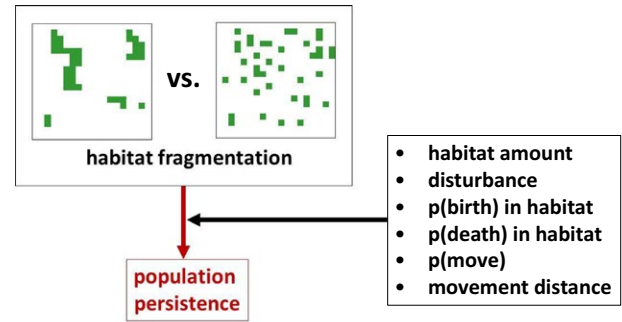 vs.
habitat fragmentation
• habitat amount
• disturbance
• p(birth) in habitat
• p(death) in habitat
• p(move)
• movement distance
population
persistence